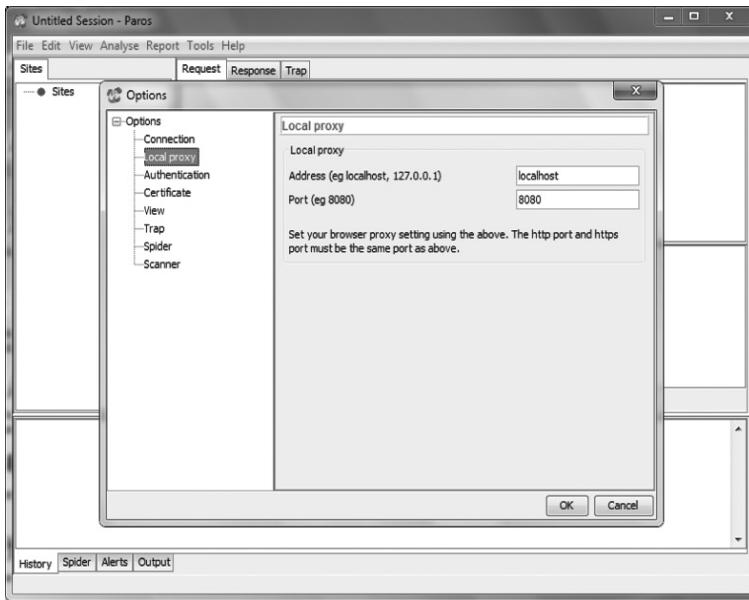 Untitled Session - Paros
File Edit View Analyse Report Tools Help
Sites
Request Response Trap
Sites
Options
Options
Connection
Local proxy
Authentication
Certificate
View
Trap
Spider
Scanner
Local proxy
Local proxy
Address (eg localhost, 127.0.0.1)
localhost
Port (eg 8080)
8080
Set your browser proxy setting using the above. The http port and https
port must be the same port as above.
OK Cancel
History Spider Alerts Output